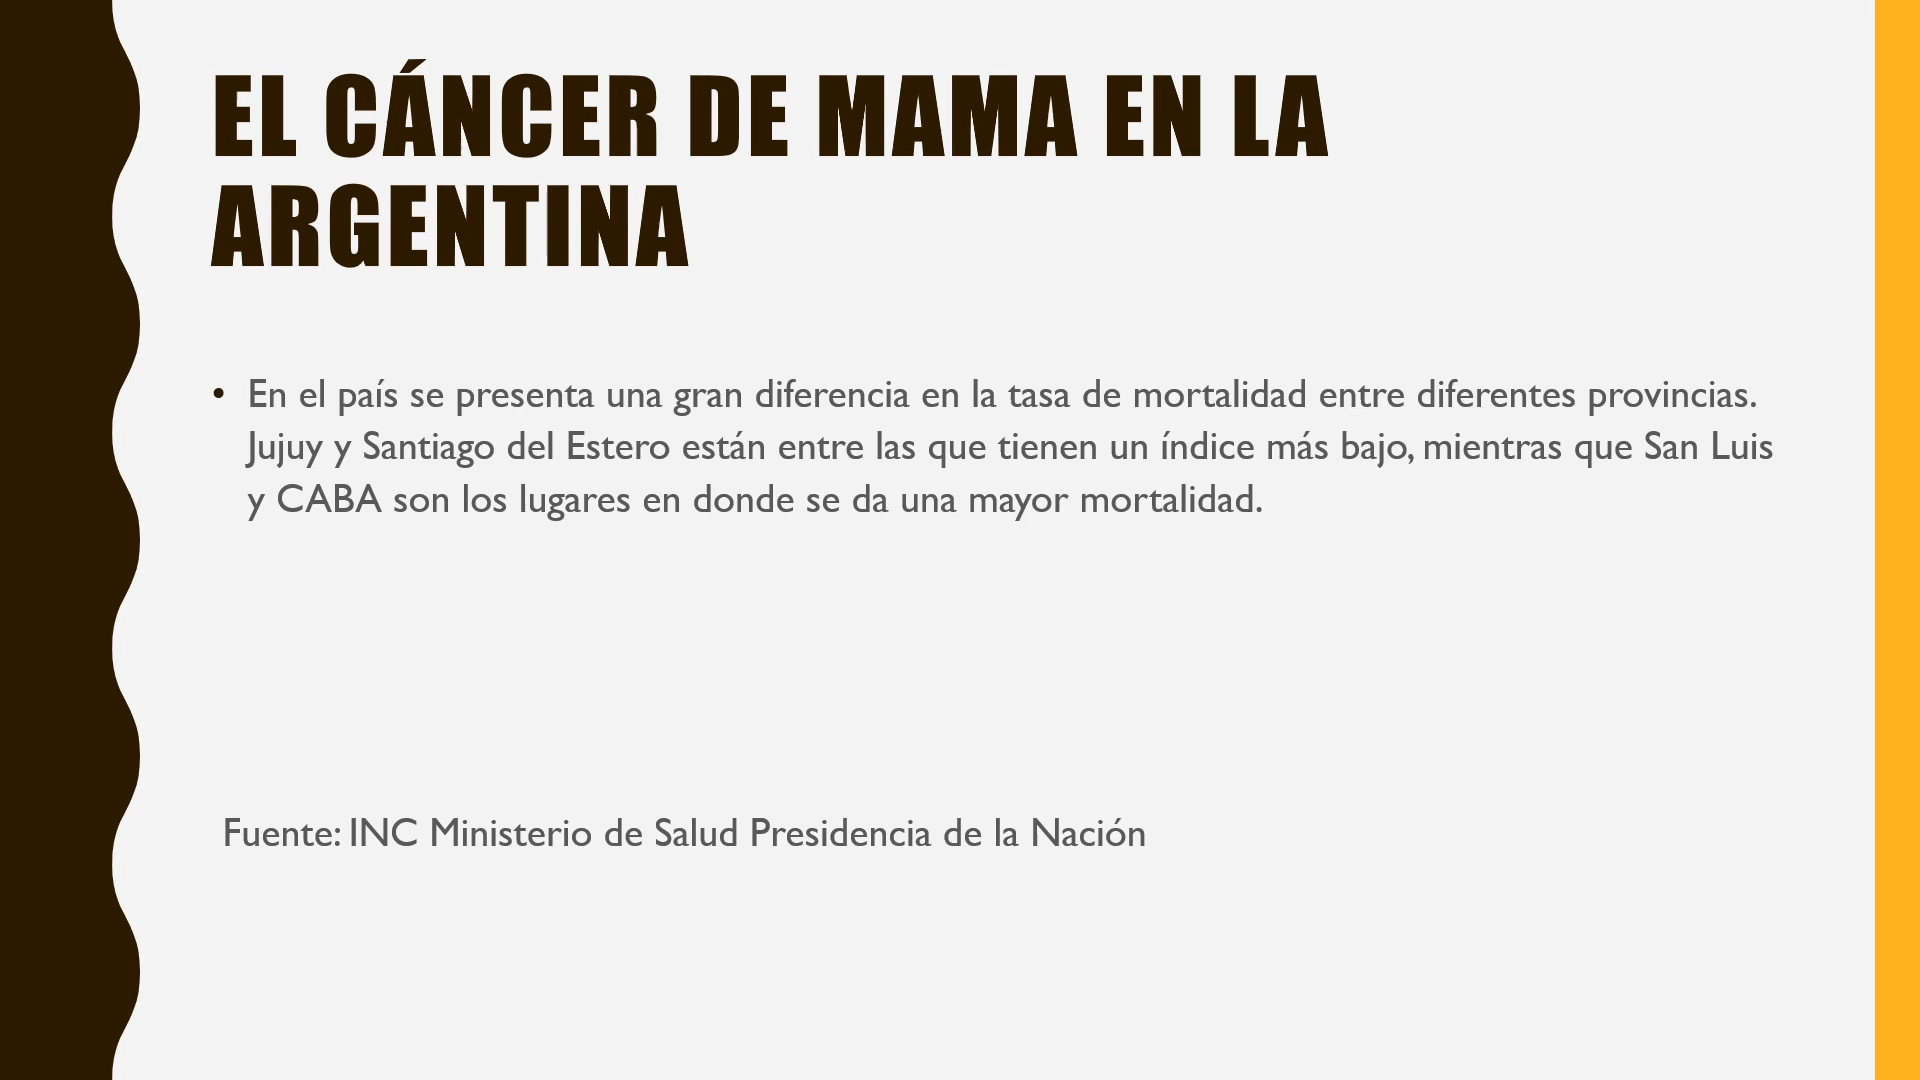 EL CÁNCER DE MAMA EN LA
ARGENTINA
• En el país se presenta una gran diferencia en la tasa de mortalidad entre diferentes provincias.
Jujuy y Santiago del Estero están entre las que tienen un índice más bajo, mientras que San Luis
y CABA son los lugares en donde se da una mayor mortalidad.
Fuente: INC Ministerio de Salud Presidencia de la Nación